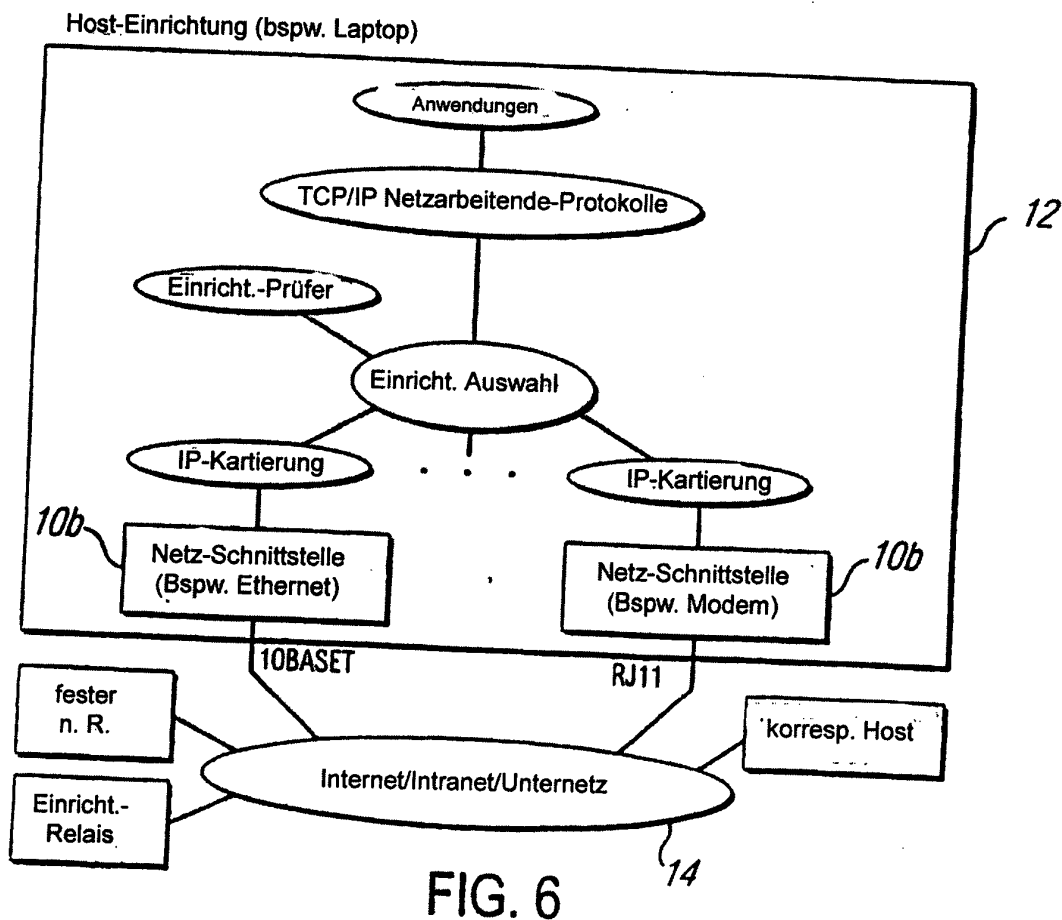 Host-Einrichtung (bspw. Laptop)
Anwendungen
TCP/IP Netzarbeitende-Protokolle
12
Einricht.-Prüfer
Einricht. Auswahl
IP-Kartierung
IP-Kartierung
10b
Netz-Schnittstelle
(Bspw. Ethernet)
Netz-Schnittstelle
(Bspw. Modem)
10b
10BASET
RJ11
fester
n. R.
korresp. Host
Internet/Intranet/Unternetz
Einricht.-
Relais
14
FIG. 6